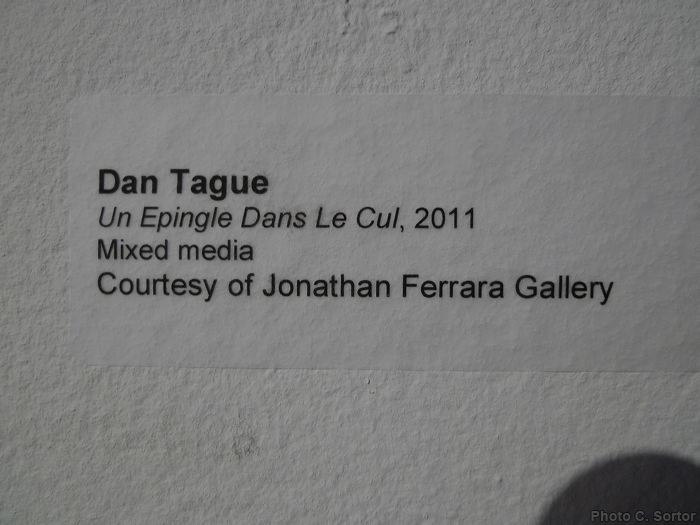 Dan Tague
Un Epingle Dans Le Cul, 2011
Mixed media
Courtesy of Jonathan Ferrara Gallery
Photo C. Sortor